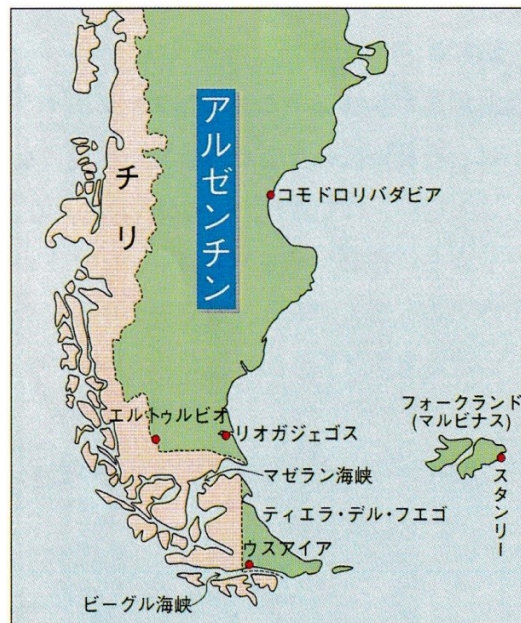 アルゼンチン
チリ
コモドロリバダビア
エルトゥルビオ
リオガジェゴス
フォークランド
(マルビナス)
スタンリー
マゼラン海峡
ティエラ・デル・フエゴ
ウスアイア
ビーグル海峡